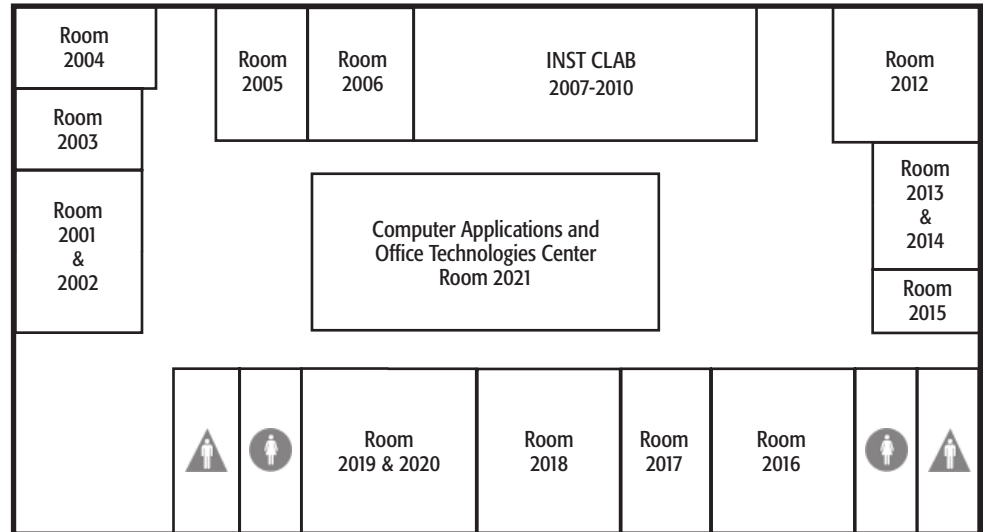 Room
2004
Room
2005
Room
2006
INST CLAB
2007-2010
Room
2012
Room
2003
Room
2001
&
2002
Computer Applications and
Office Technologies Center
Room 2021
Room
2013
&
2014
Room
2015
Room
2019 & 2020
Room
2018
Room
2017
Room
2016